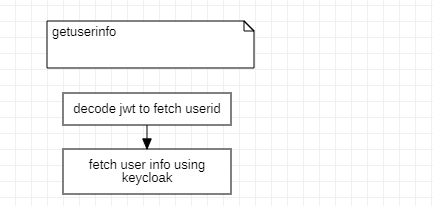 getuserinfo
decode jwt to fetch userid
fetch user info using
keycloak